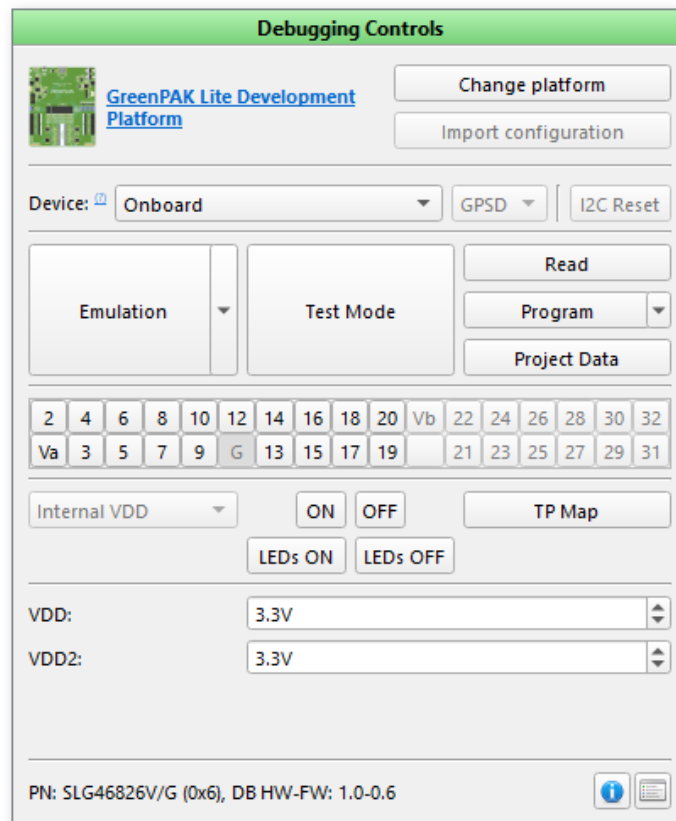 Debugging Controls
GreenPAK Lite Development
Platform
Change platform
Import configuration
Device: (?) Onboard GPSD I2C Reset
Emulation Test Mode
Read
Program
Project Data
2 4 6 8 10 12 14 16 18 20 Vb 22 24 26 28 30 32
Va 3 5 7 9 G 13 15 17 19 21 23 25 27 29 31
Internal VDD ON OFF TP Map
LEDs ON LEDs OFF
VDD: 3.3V
VDD2: 3.3V
PN: SLG46826V/G (0x6), DB HW-FW: 1.0-0.6